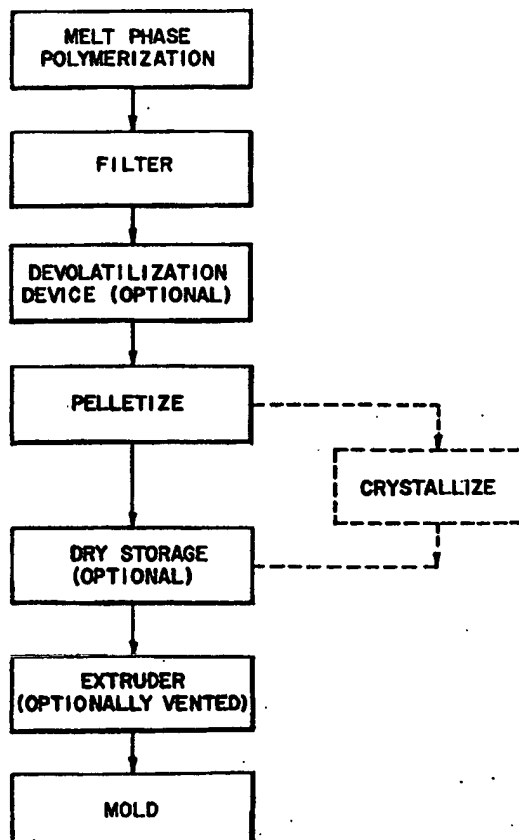 MELT PHASE
POLYMERIZATION
FILTER
DEVOLATILIZATION
DEVICE (OPTIONAL)
PELLETIZE
CRYSTALLIZE
DRY STORAGE
(OPTIONAL)
EXTRUDER
(OPTIONALLY VENTED)
MOLD